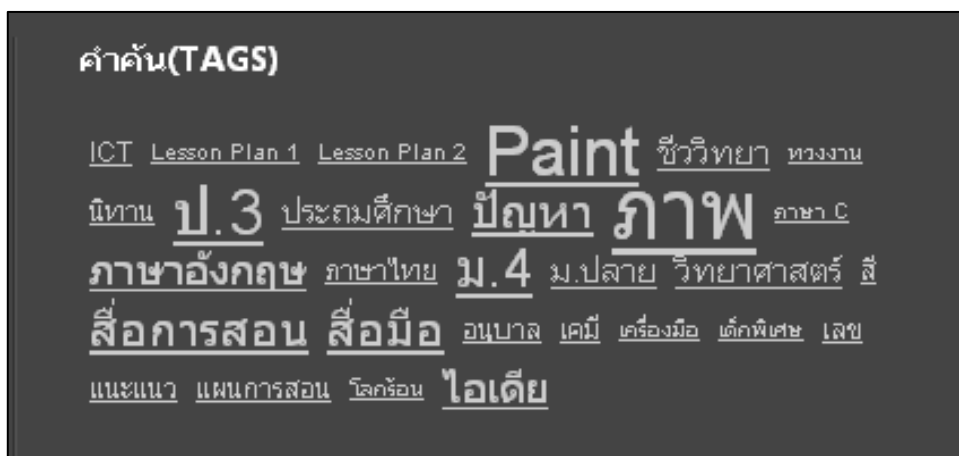 คำค้น(TAGS)
ICT Lesson Plan 1 Lesson Plan 2 Paint ชีววิทยา ทวงงาน
นิทาน ป.3 ประถมศึกษา ปัญหา ภาพ ภาษา C
ภาษาอังกฤษ ภาษาไทย ม.4 ม.ปลาย วิทยาศาสตร์ สี
สื่อการสอน สื่อมือ อนุบาล เคมี เครื่องมือ เด็กพิเศษ เลข
แนะแนว แผนการสอน โลกร้อน ไอเดีย